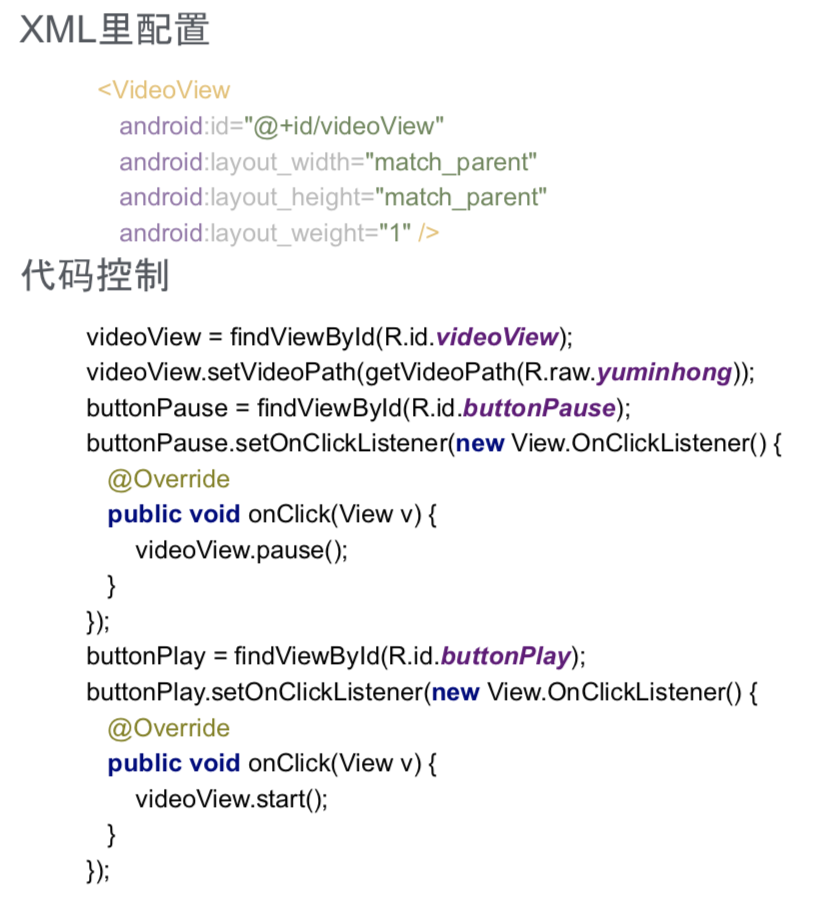 XML里配置
<VideoView
android:id="@+id/videoView"
android:layout_width="match_parent"
android:layout_height="match_parent"
android:layout_weight="1" />
代码控制
videoView = findViewById(R.id.videoView);
videoView.setVideoPath(getVideoPath(R.raw.yuminhong));
buttonPause = findViewById(R.id.buttonPause);
buttonPause.setOnClickListener(new View.OnClickListener() {
@Override
public void onClick(View v) {
videoView.pause();
}
});
buttonPlay = findViewById(R.id.buttonPlay);
buttonPlay.setOnClickListener(new View.OnClickListener() {
@Override
public void onClick(View v) {
videoView.start();
}
});